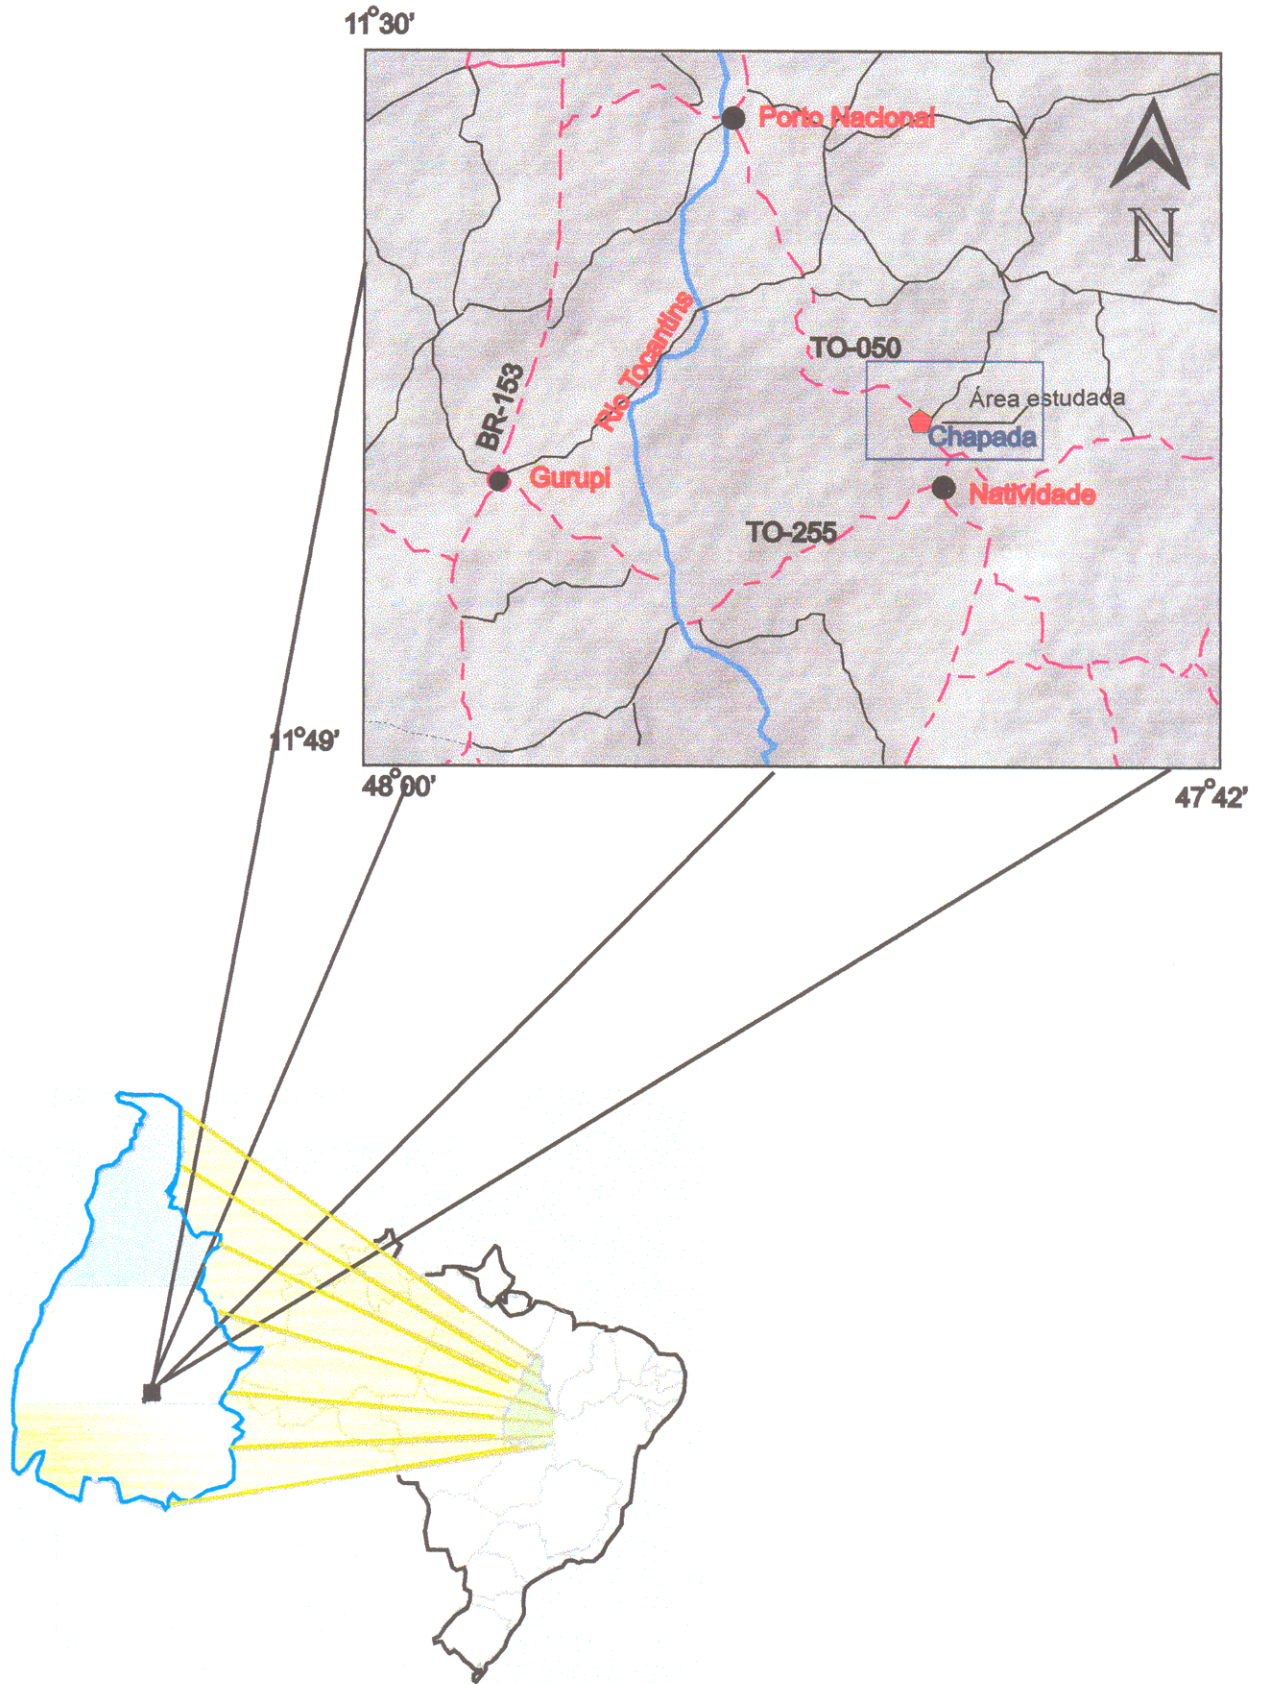 11°30'
Porto Nacional
N
Rio Tocantins
TO-050
BR-153
Área estudada
Chapada
Gurupi
Natividade
TO-255
11°49'
48°00'
47°42'